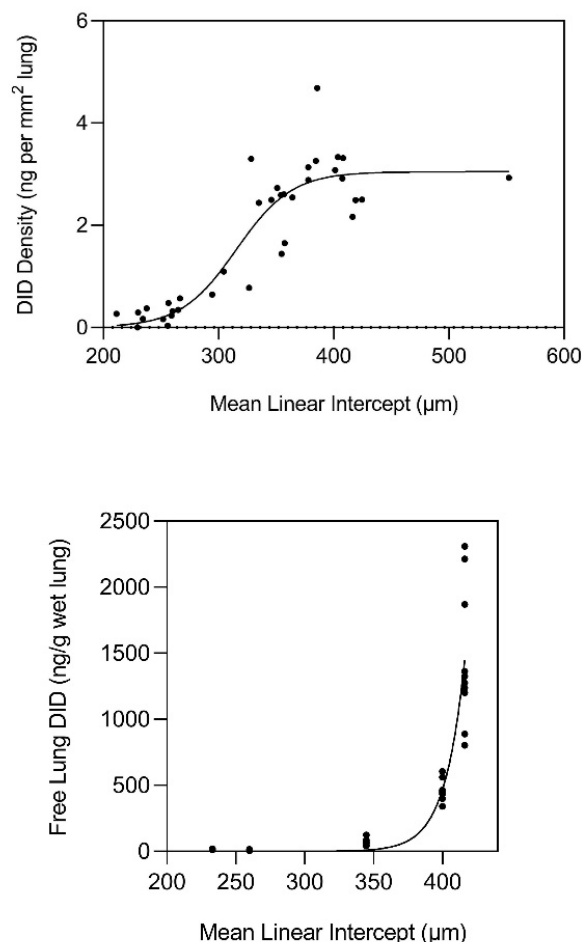 6
4
2
0
DID Density (ng per mm² lung)
200 300 400 500 600
Mean Linear Intercept (µm)
2500
2000
1500
1000
500
0
Free Lung DID (ng/g wet lung)
200 250 300 350 400
Mean Linear Intercept (µm)